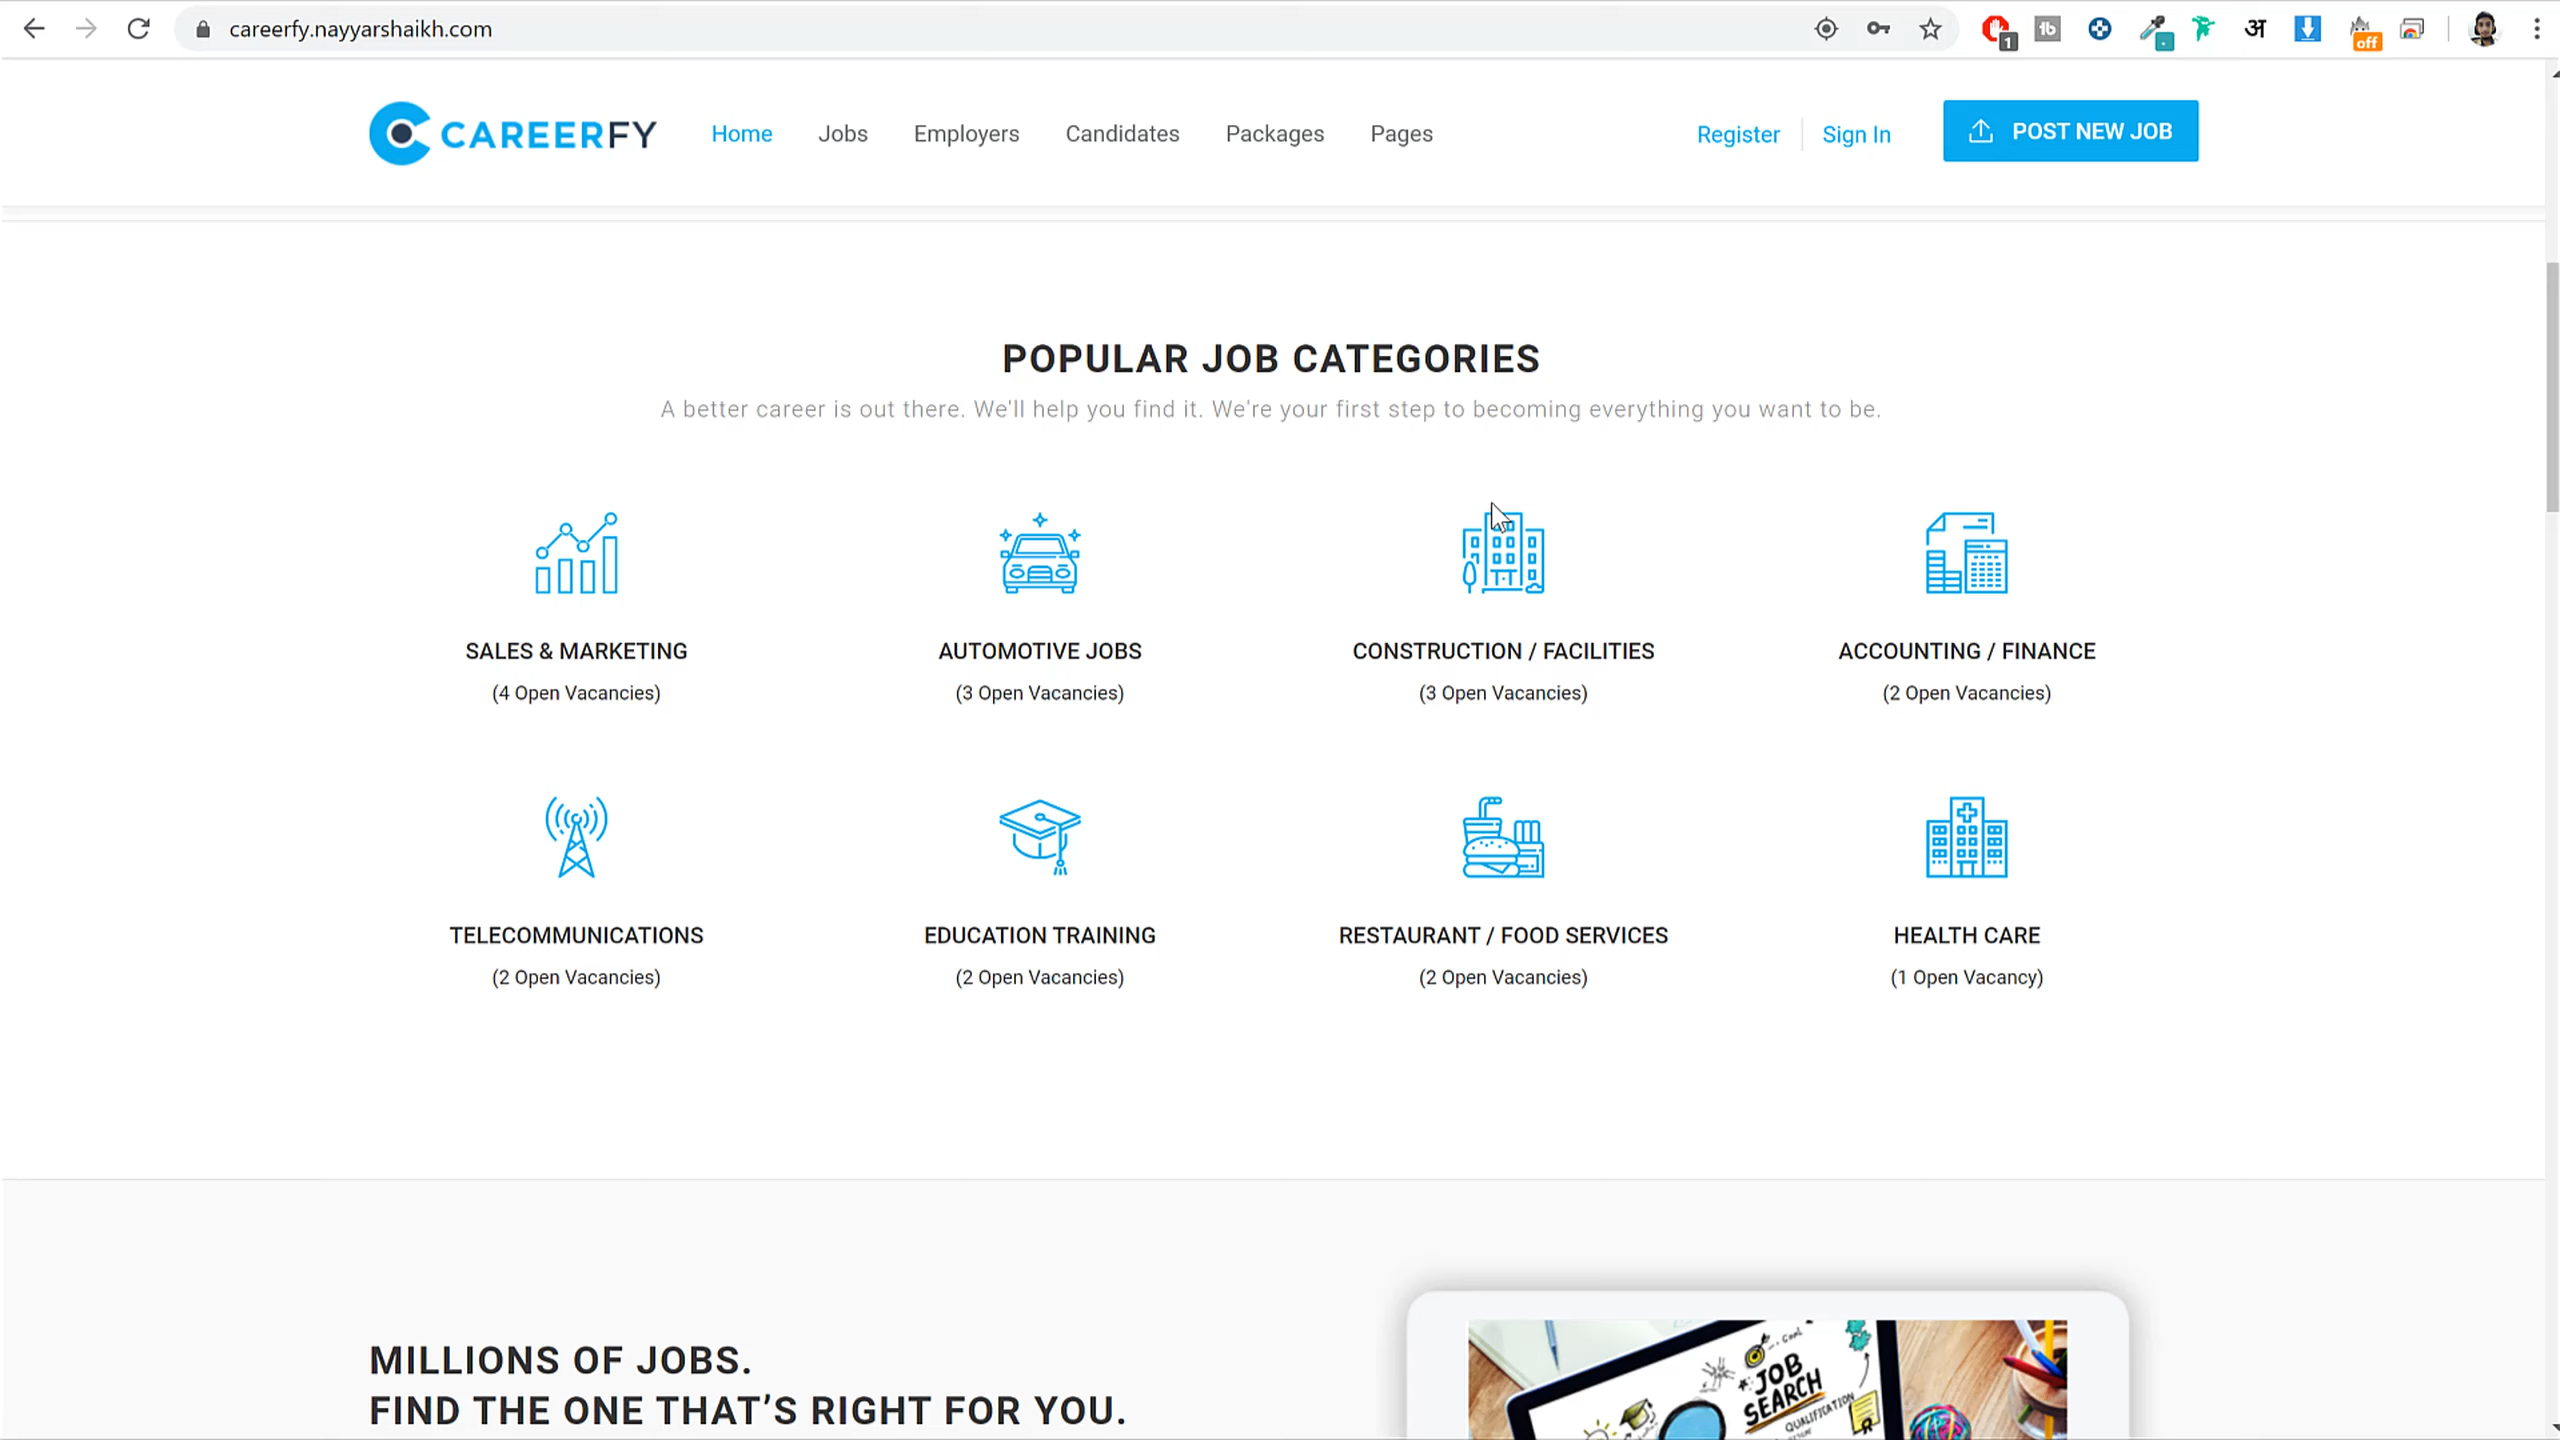 careerfy.nayyarshaikh.com
1
off
अ
CAREERFY
Home
Jobs
Employers
Candidates
Packages
Pages
Register
Sign In
POST NEW JOB
POPULAR JOB CATEGORIES
A better career is out there. We'll help you find it. We're your first step to becoming everything you want to be.
SALES & MARKETING
(4 Open Vacancies)
AUTOMOTIVE JOBS
(3 Open Vacancies)
CONSTRUCTION / FACILITIES
(3 Open Vacancies)
ACCOUNTING / FINANCE
(2 Open Vacancies)
TELECOMMUNICATIONS
(2 Open Vacancies)
EDUCATION TRAINING
(2 Open Vacancies)
RESTAURANT / FOOD SERVICES
(2 Open Vacancies)
HEALTH CARE
(1 Open Vacancy)
MILLIONS OF JOBS.
FIND THE ONE THAT’S RIGHT FOR YOU.
JOB
SEARCH
QUALIFICATION